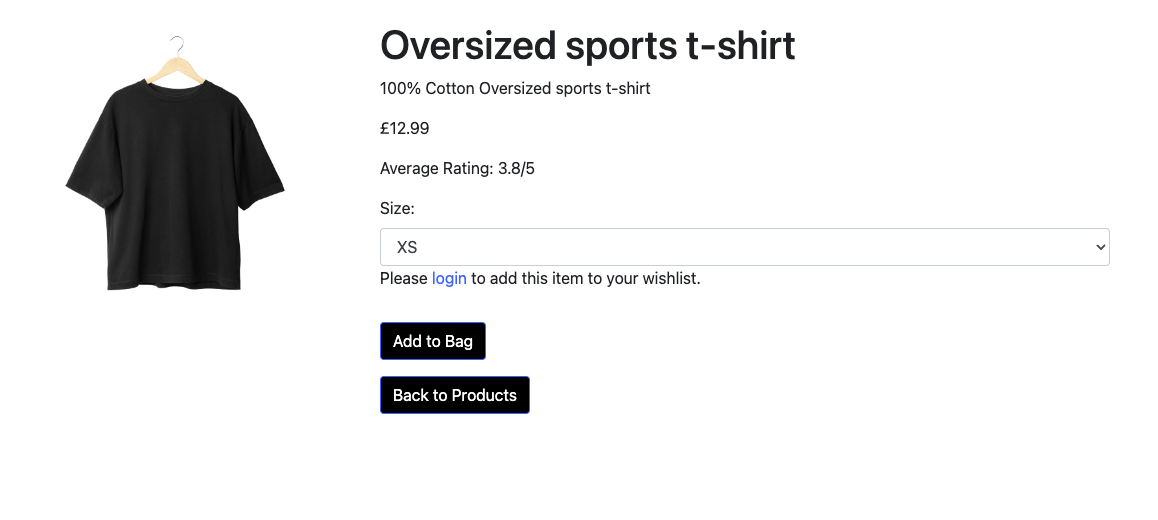 Oversized sports t-shirt
100% Cotton Oversized sports t-shirt
£12.99
Average Rating: 3.8/5
Size:
XS
Please login to add this item to your wishlist.
Add to Bag
Back to Products